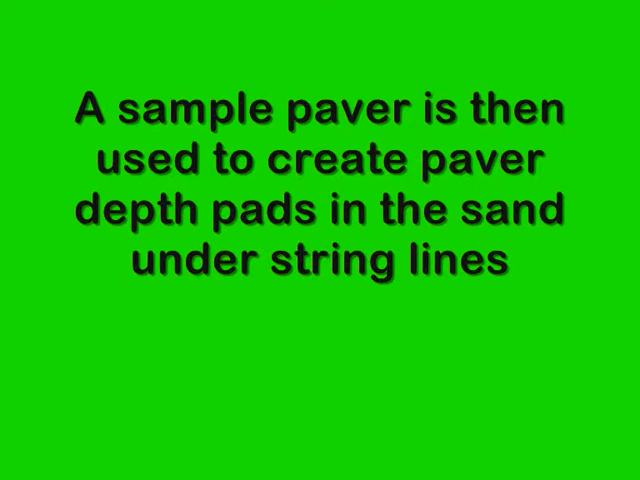 A sample paver is then
used to create paver
depth pads in the sand
under string lines